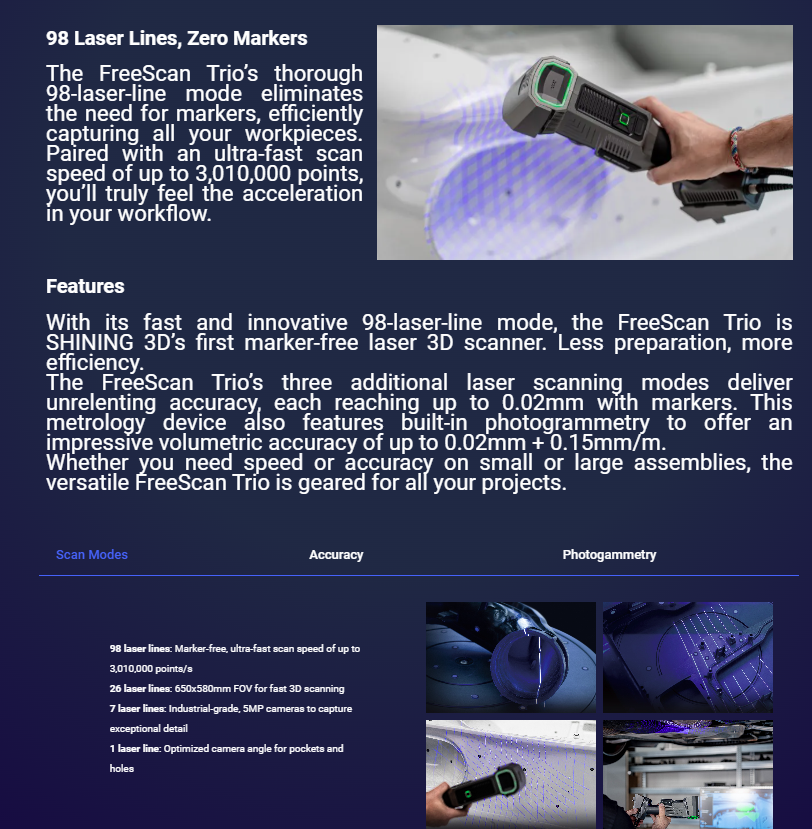 98 Laser Lines, Zero Markers
The FreeScan Trio's thorough
98-laser-line mode eliminates
the need for markers, efficiently
capturing all your workpieces.
Paired with an ultra-fast scan
speed of up to 3,010,000 points,
you'll truly feel the acceleration
in your workflow.
Features
With its fast and innovative 98-laser-line mode, the FreeScan Trio is
SHINING 3D's first marker-free laser 3D scanner. Less preparation, more
efficiency.
The FreeScan Trio's three additional laser scanning modes deliver
unrelenting accuracy, each reaching up to 0.02mm with markers. This
metrology device also features built-in photogrammetry to offer an
impressive volumetric accuracy of up to 0.02mm + 0.15mm/m.
Whether you need speed or accuracy on small or large assemblies, the
versatile FreeScan Trio is geared for all your projects.
Scan Modes Accuracy Photogammetry
98 laser lines: Marker-free, ultra-fast scan speed of up to
3,010,000 points/s
26 laser lines: 650x580mm FOV for fast 3D scanning
7 laser lines: Industrial-grade, 5MP cameras to capture
exceptional detail
1 laser line: Optimized camera angle for pockets and
holes